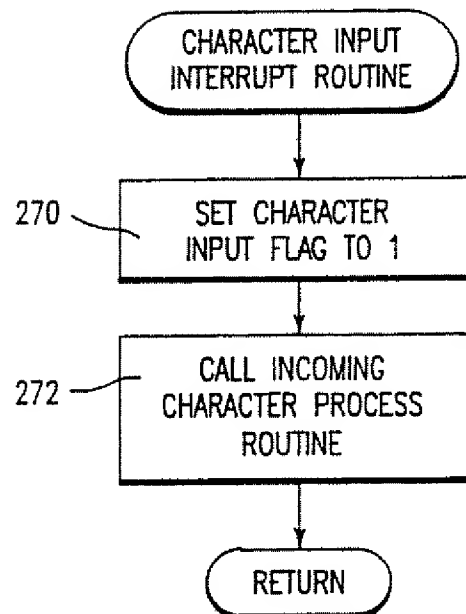 CHARACTER INPUT
INTERRUPT ROUTINE
270
SET CHARACTER
INPUT FLAG TO 1
272
CALL INCOMING
CHARACTER PROCESS
ROUTINE
RETURN